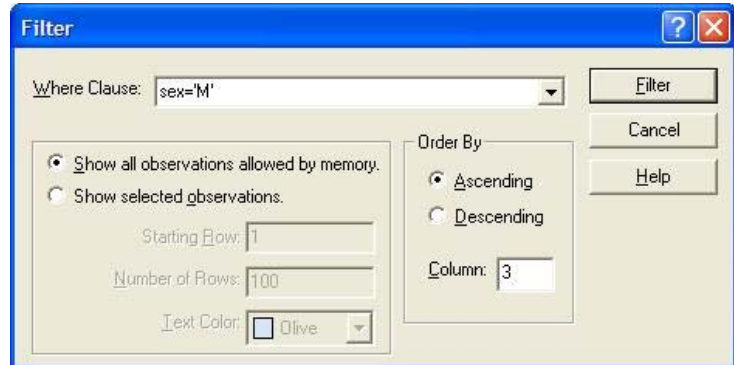 Filter
Where Clause: sex='M'
Filter
Cancel
Help
Show all observations allowed by memory.
Show selected observations.
Starting Row: 1
Number of Rows: 100
Text Color: Olive
Order By
Ascending
Descending
Column: 3